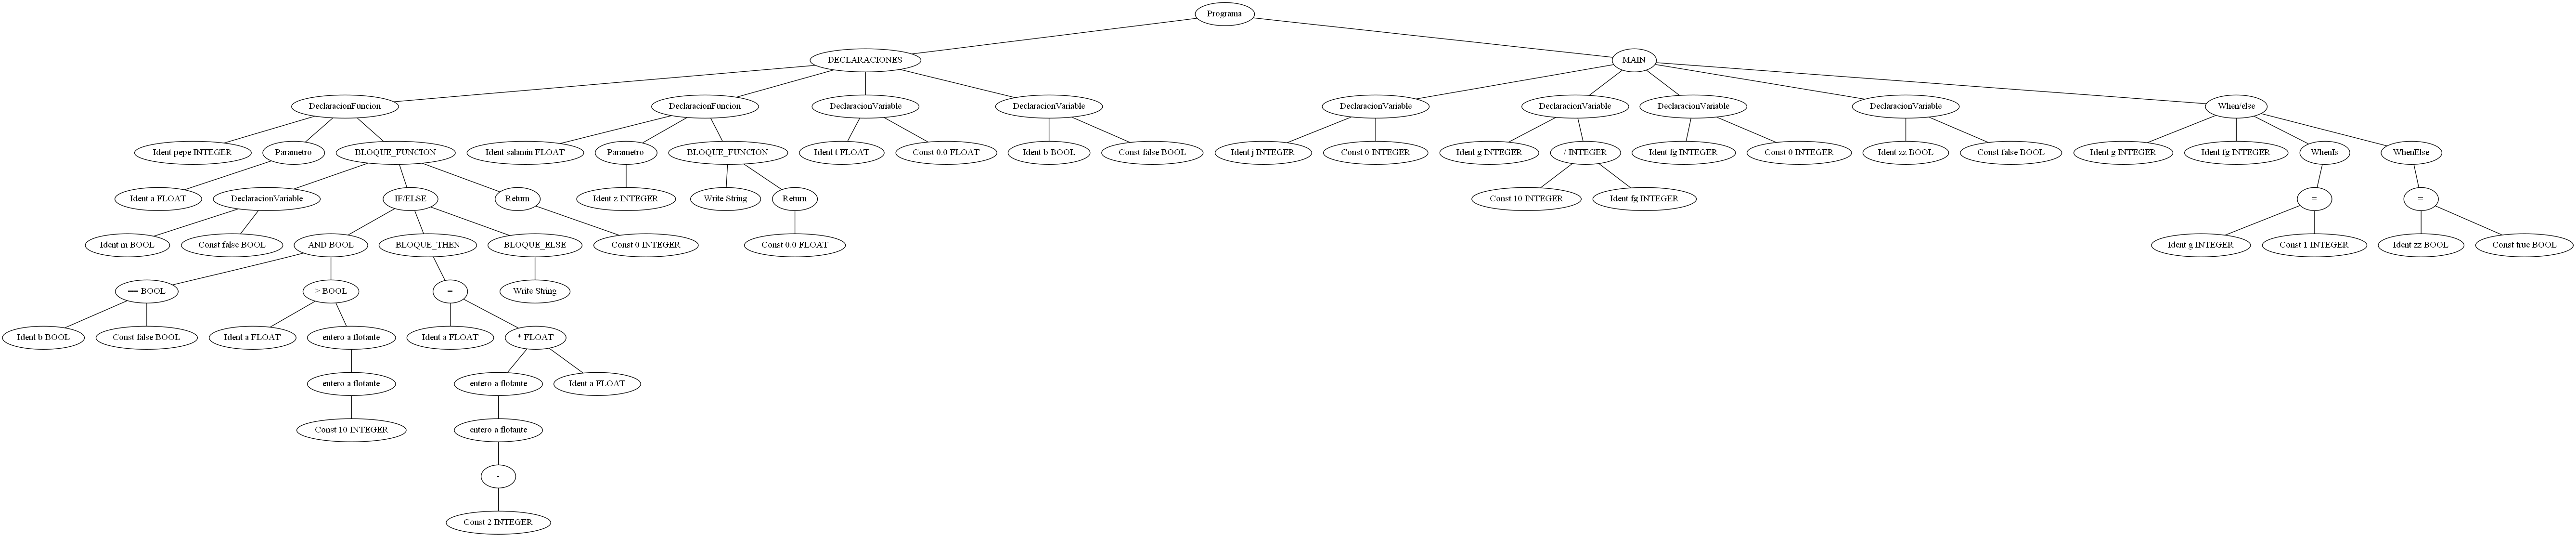 Programa
DECLARACIONES
MAIN
DeclaracionFuncion
DeclaracionFuncion
DeclaracionVariable
DeclaracionVariable
DeclaracionVariable
DeclaracionVariable
DeclaracionVariable
DeclaracionVariable
When/else
Ident pepe INTEGER
Parametro
BLOQUE_FUNCION
Ident salamin FLOAT
Parametro
BLOQUE_FUNCION
Ident t FLOAT
Const 0.0 FLOAT
Ident b BOOL
Const false BOOL
Ident j INTEGER
Const 0 INTEGER
Ident g INTEGER
/ INTEGER
Ident fg INTEGER
Const 0 INTEGER
Ident zz BOOL
Const false BOOL
Ident g INTEGER
Ident fg INTEGER
WhenIs
WhenElse
Ident a FLOAT
DeclaracionVariable
IF/ELSE
Return
Ident z INTEGER
Write String
Return
Const 10 INTEGER
Ident fg INTEGER
=
=
Ident m BOOL
Const false BOOL
AND BOOL
BLOQUE_THEN
BLOQUE_ELSE
Const 0 INTEGER
Const 0.0 FLOAT
Ident g INTEGER
Const 1 INTEGER
Ident zz BOOL
Const true BOOL
== BOOL
> BOOL
=
Write String
Ident b BOOL
Const false BOOL
Ident a FLOAT
entero a flotante
Ident a FLOAT
* FLOAT
entero a flotante
entero a flotante
Ident a FLOAT
Const 10 INTEGER
entero a flotante
-
Const 2 INTEGER